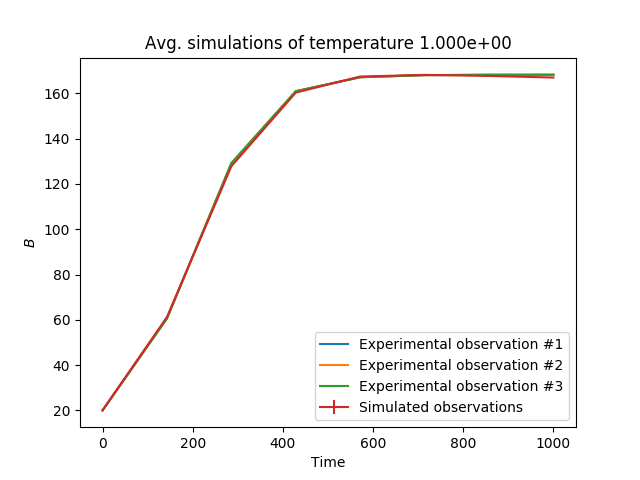 Avg. simulations of temperature 1.000e+00
B
160
140
120
100
80
60
40
20
0 200 400 600 800 1000
Time
Experimental observation #1
Experimental observation #2
Experimental observation #3
Simulated observations